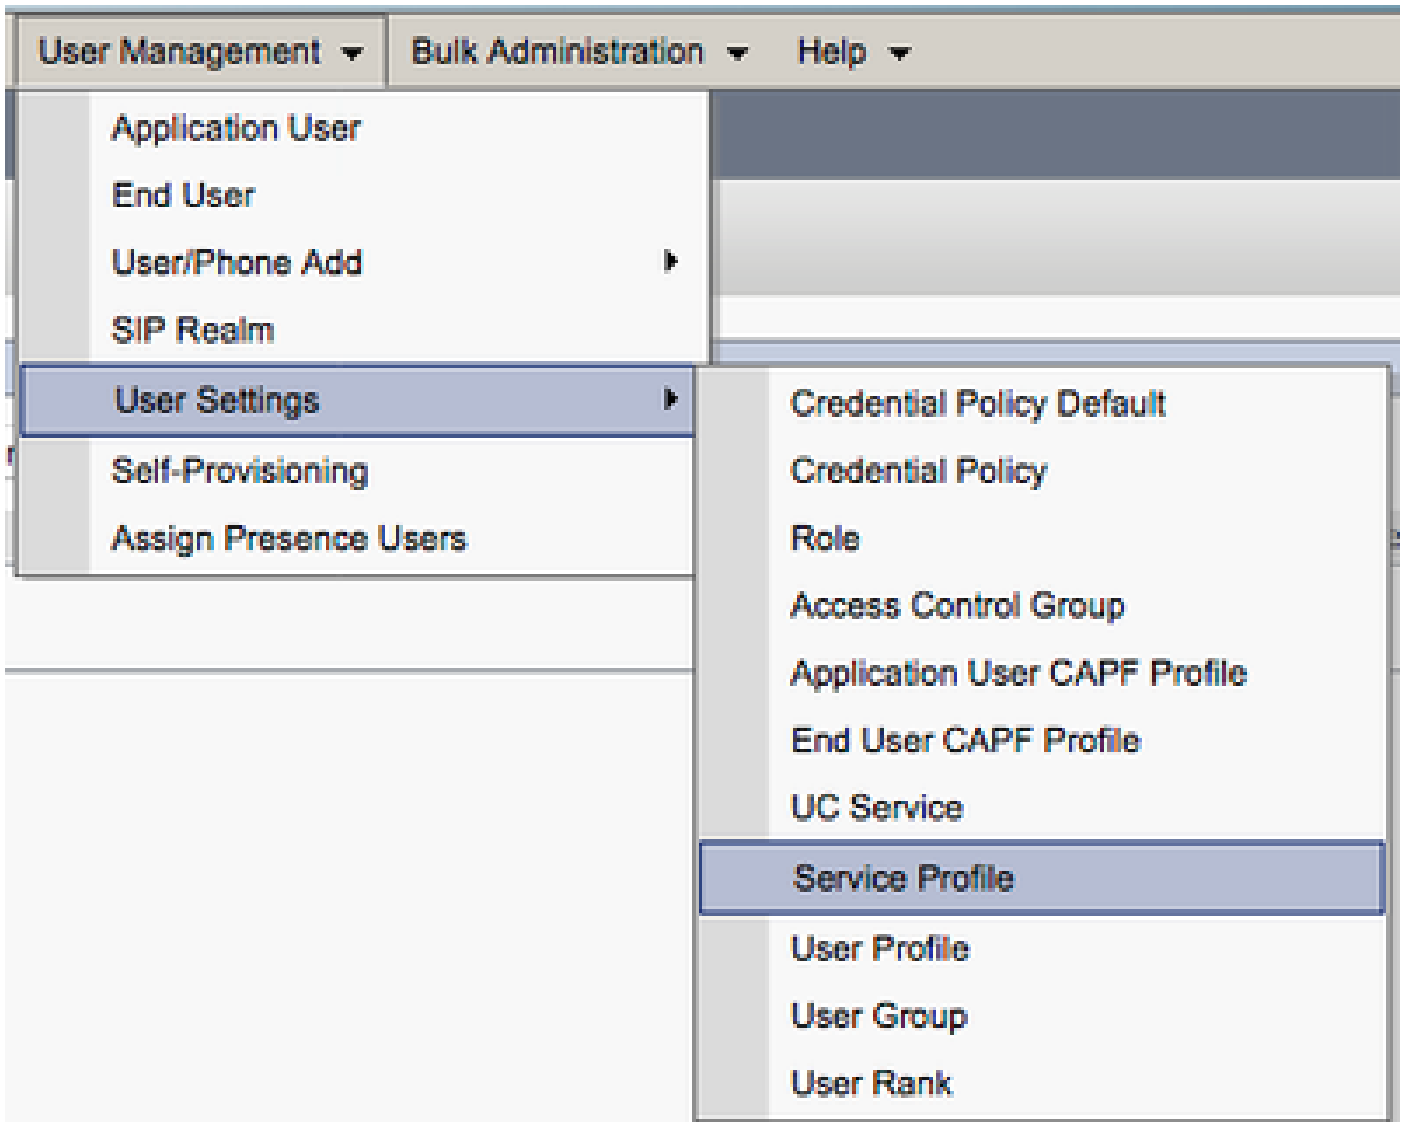 User Management Bulk Administration Help
Application User
End User
User/Phone Add
SIP Realm
User Settings
Self-Provisioning
Assign Presence Users
Credential Policy Default
Credential Policy
Role
Access Control Group
Application User CAPF Profile
End User CAPF Profile
UC Service
Service Profile
User Profile
User Group
User Rank